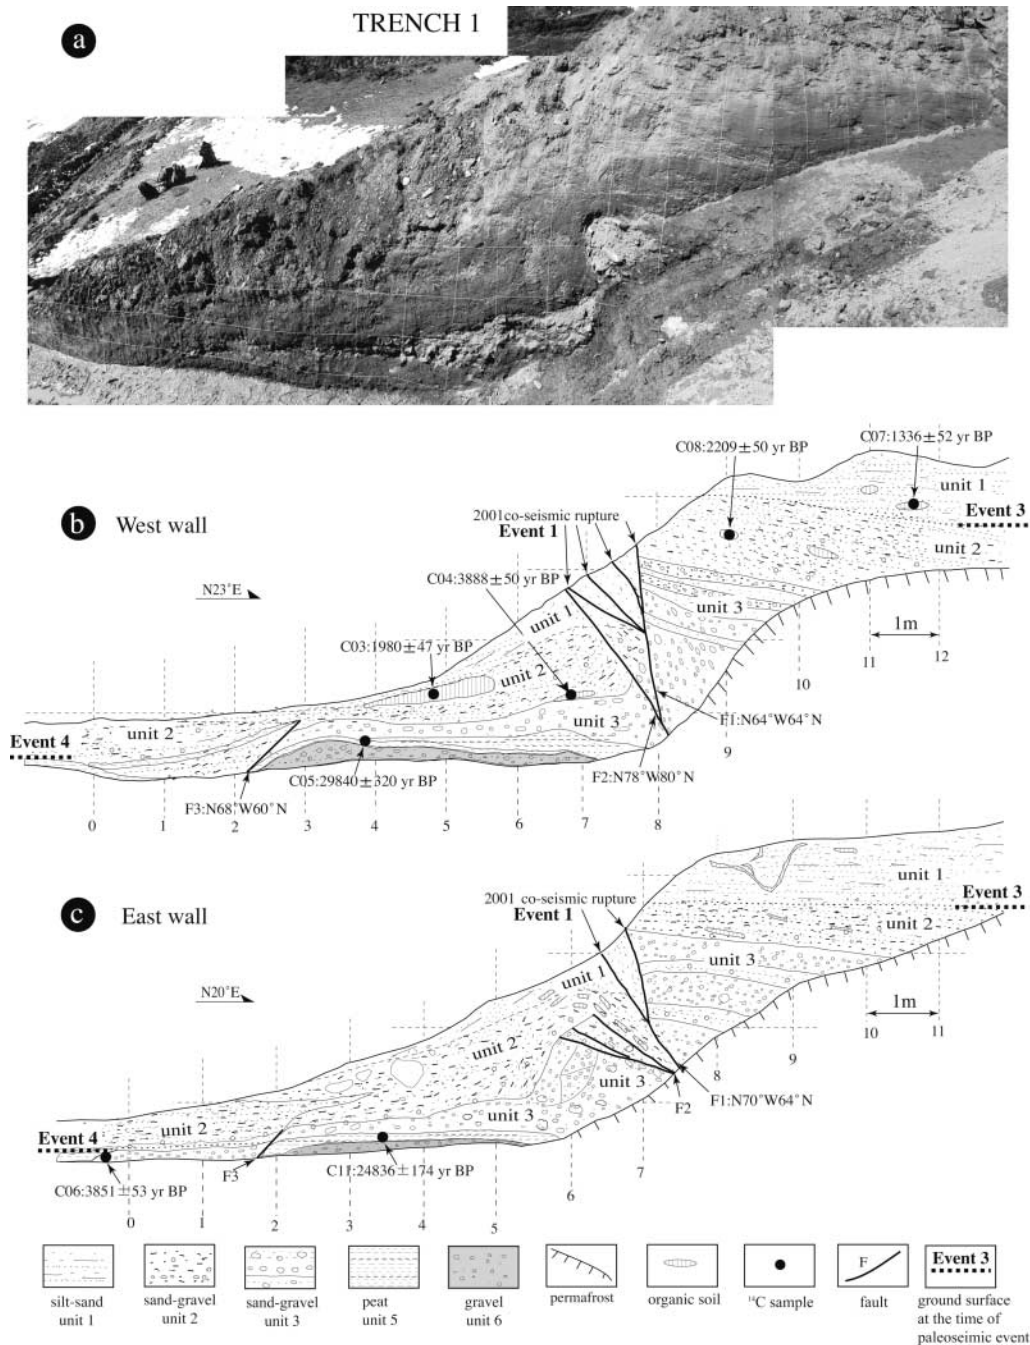 a
TRENCH 1
C07:1336±52 yr BP
C08:2209±50 yr BP
unit 1
b West wall
2001co-seismic rupture
Event 1
Event 3
unit 2
C04:3888±50 yr BP
N23°E
unit 1
unit 3
1m
C03:1980±47 yr BP
unit 2
11
12
10
unit 3
F1:N64°W64°N
Event 4
unit 2
9
C05:29840±320 yr BP
F2:N78°W80°N
F3:N68°W60°N
0 1 2 3 4 5 6 7 8
c East wall
2001 co-seismic rupture
Event 1
unit 1
Event 3
unit 2
unit 3
N20°E
unit 1
1m
10 11
unit 2
9
8
unit 3
F1:N70°W64°N
F2
unit 3
Event 4
unit 2
F3
C11:24836±174 yr BP
C06:3851±53 yr BP
7
6
0 1 2 3 4 5
F
Event 3
silt-sand
unit 1
sand-gravel
unit 2
sand-gravel
unit 3
peat
unit 5
gravel
unit 6
permafrost
organic soil
14C sample
fault
ground surface
at the time of
paleoseimic event